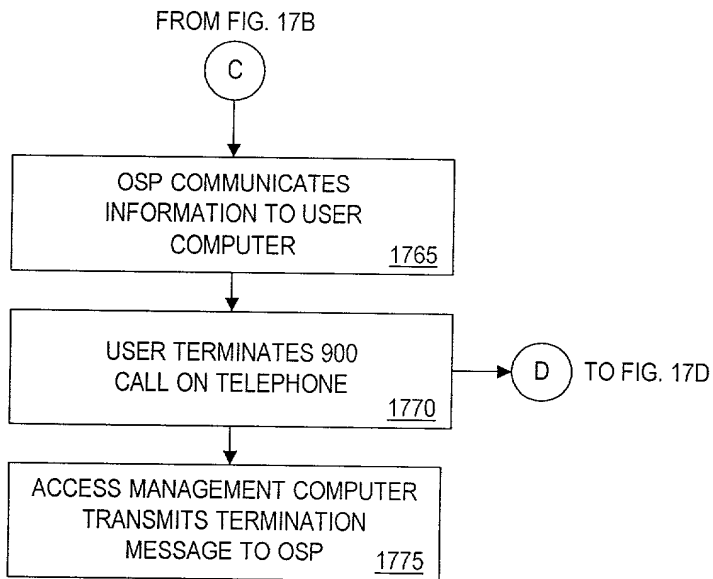 FROM FIG. 17B
C
OSP COMMUNICATES
INFORMATION TO USER
COMPUTER
1765
USER TERMINATES 900
CALL ON TELEPHONE
1770
D
TO FIG. 17D
ACCESS MANAGEMENT COMPUTER
TRANSMITS TERMINATION
MESSAGE TO OSP
1775